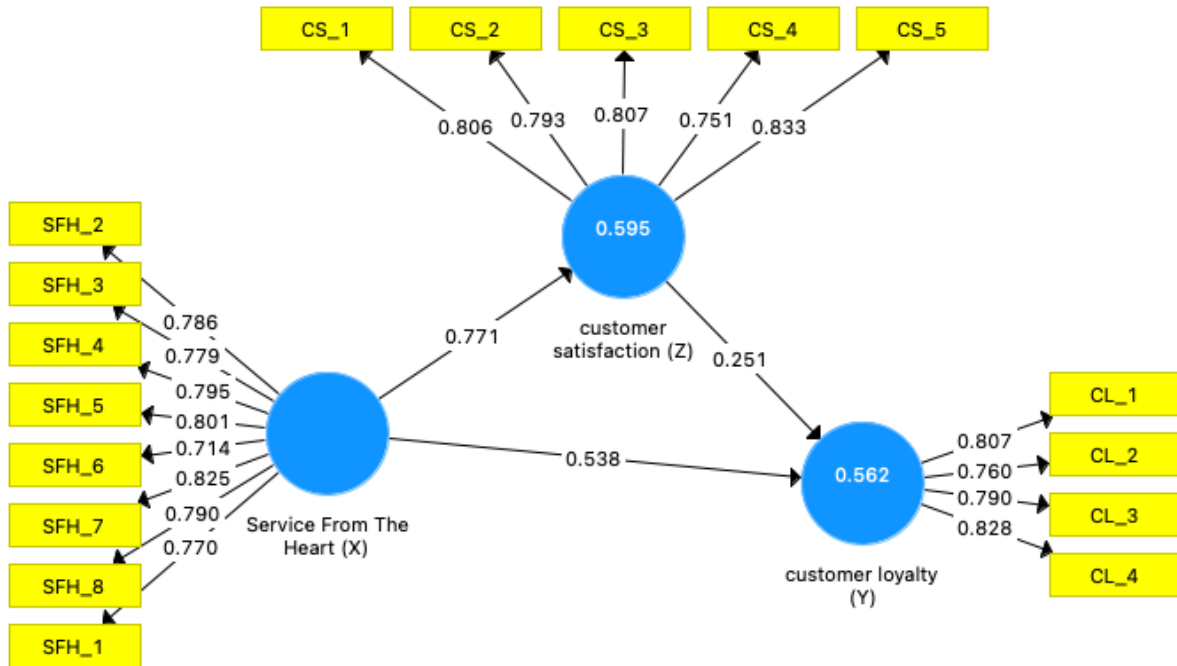 CS_1
CS_2
CS_3
CS_4
CS_5
0.806
0.793
0.807
0.751
0.833
0.595
customer
satisfaction (Z)
SFH_2
SFH_3
SFH_4
SFH_5
SFH_6
SFH_7
SFH_8
SFH_1
0.786
0.779
0.795
0.801
0.714
0.825
0.790
0.770
Service From The
Heart (X)
0.771
0.251
0.538
0.562
customer loyalty
(Y)
0.807
0.760
0.790
0.828
CL_1
CL_2
CL_3
CL_4